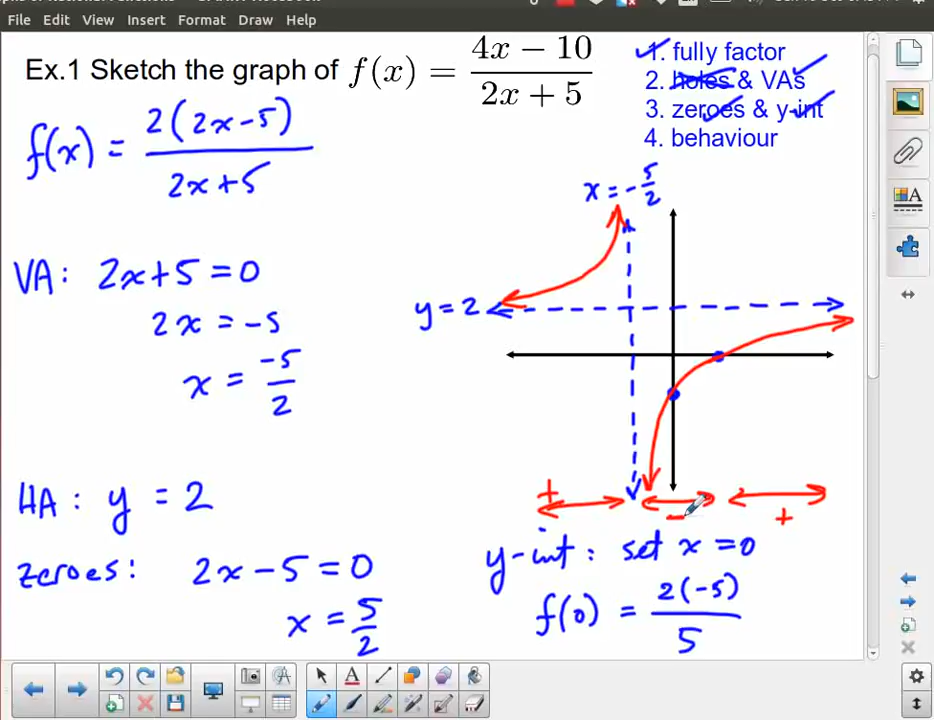 File Edit View Insert Format Draw Help
Ex.1 Sketch the graph of f(x) = (4x − 10)/(2x + 5)
1. fully factor
2. holes & VAs
3. zeroes & y-int
4. behaviour
f(x) = 2(2x-5)/(2x+5)
x = -5/2
VA: 2x+5 = 0
2x = -5
x = -5/2
y = 2
HA: y = 2
+ − +
zeroes: 2x-5 = 0
x = 5/2
y-int: set x = 0
f(0) = 2(-5)/5